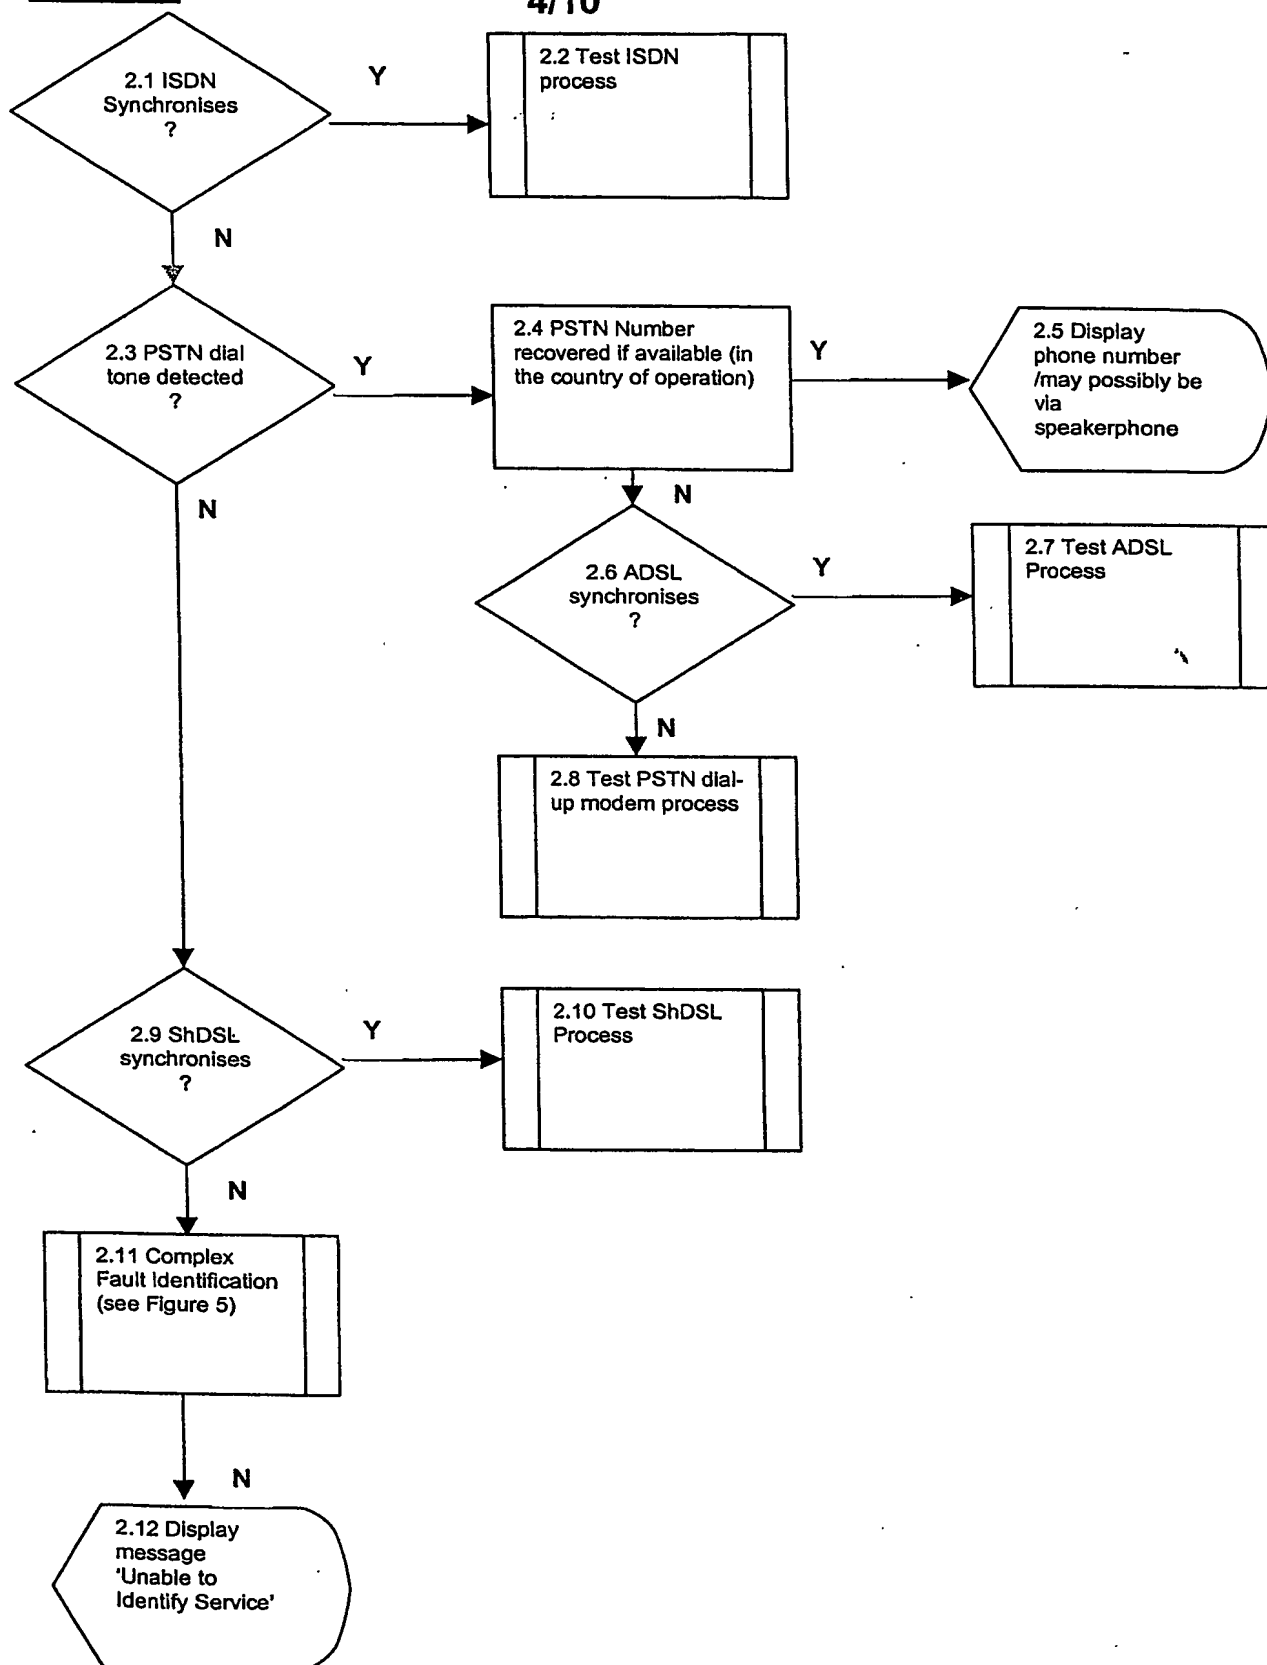 4/10
2.1 ISDN
Synchronises
?
Y
2.2 Test ISDN
process
N
2.3 PSTN dial
tone detected
?
Y
2.4 PSTN Number
recovered if available (in
the country of operation)
Y
2.5 Display
phone number
/may possibly be
via
speakerphone
N
N
2.6 ADSL
synchronises
?
Y
2.7 Test ADSL
Process
N
2.8 Test PSTN dial-
up modem process
2.9 ShDSL
synchronises
?
Y
2.10 Test ShDSL
Process
N
2.11 Complex
Fault Identification
(see Figure 5)
N
2.12 Display
message
'Unable to
Identify Service'